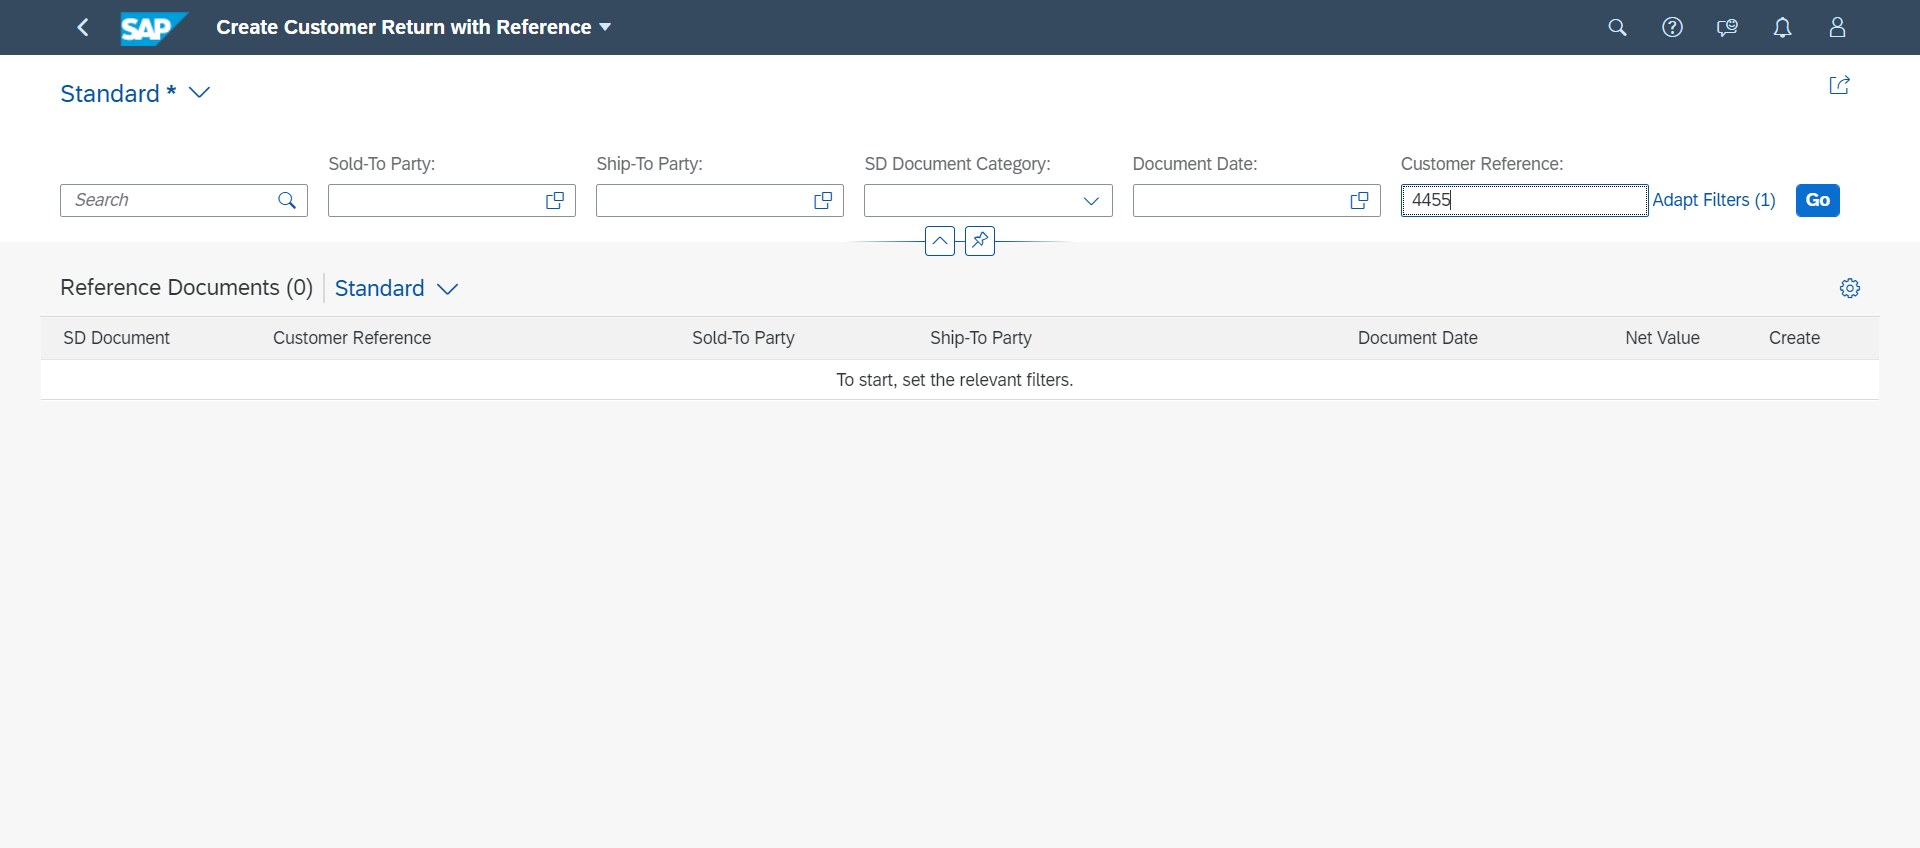 SAP Create Customer Return with Reference
Standard *
Sold-To Party: Ship-To Party: SD Document Category: Document Date: Customer Reference:
Search 4455 Adapt Filters (1) Go
Reference Documents (0) Standard
SD Document Customer Reference Sold-To Party Ship-To Party Document Date Net Value Create
To start, set the relevant filters.